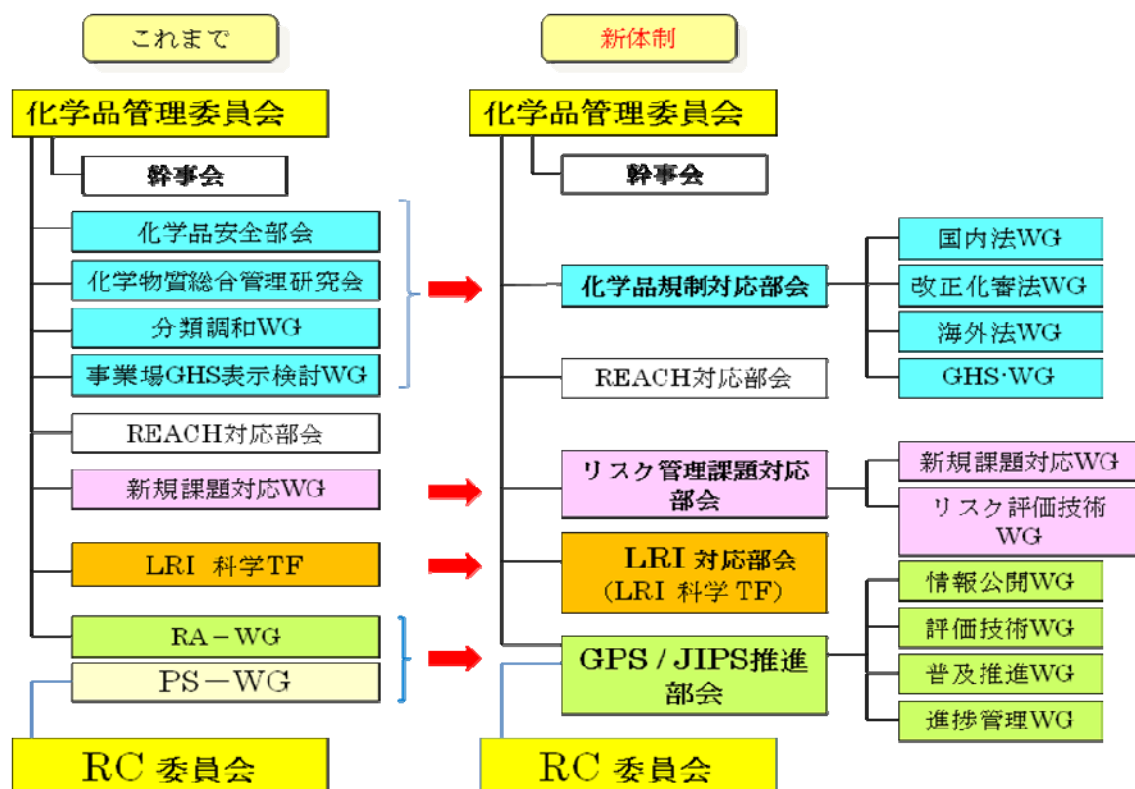 これまで
化学品管理委員会
幹事会
化学品安全部会
化学物質総合管理研究会
分類調和WG
事業場GHS表示検討WG
REACH対応部会
新規課題対応WG
LRI 科学TF
RA－WG
PS－WG
RC 委員会
新体制
化学品管理委員会
幹事会
化学品規制対応部会
国内法WG
改正化審法WG
海外法WG
GHS･WG
REACH対応部会
リスク管理課題対応
部会
新規課題対応WG
リスク評価技術
WG
LRI 対応部会
（LRI 科学 TF）
GPS / JIPS推進
部会
情報公開WG
評価技術WG
普及推進WG
進捗管理WG
RC 委員会